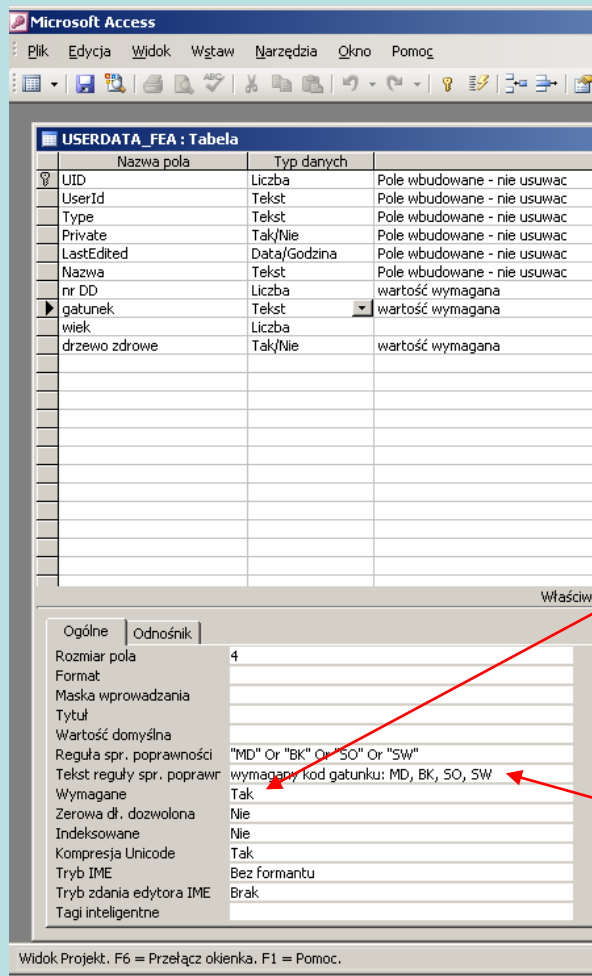 Microsoft Access
Plik Edycja Widok Wstaw Narzędzia Okno Pomoc
USERDATA_FEA : Tabela
Nazwa pola Typ danych
UID Liczba Pole wbudowane - nie usuwac
UserId Tekst Pole wbudowane - nie usuwac
Type Tekst Pole wbudowane - nie usuwac
Private Tak/Nie Pole wbudowane - nie usuwac
LastEdited Data/Godzina Pole wbudowane - nie usuwac
Nazwa Tekst Pole wbudowane - nie usuwac
nr DD Liczba wartość wymagana
gatunek Tekst wartość wymagana
wiek Liczba
drzewo zdrowe Tak/Nie wartość wymagana
Właściw
Ogólne Odnośnik
Rozmiar pola 4
Format
Maska wprowadzania
Tytuł
Wartość domyślna
Reguła spr. poprawności "MD" Or "BK" Or "SO" Or "SW"
Tekst reguły spr. poprawr wymagany kod gatunku: MD, BK, SO, SW
Wymagane Tak
Zerowa dł. dozwolona Nie
Indeksowane Nie
Kompresja Unicode Tak
Tryb IME Bez formantu
Tryb zdania edytora IME Brak
Tagi inteligentne
Widok Projekt. F6 = Przełącz okienka. F1 = Pomoc.